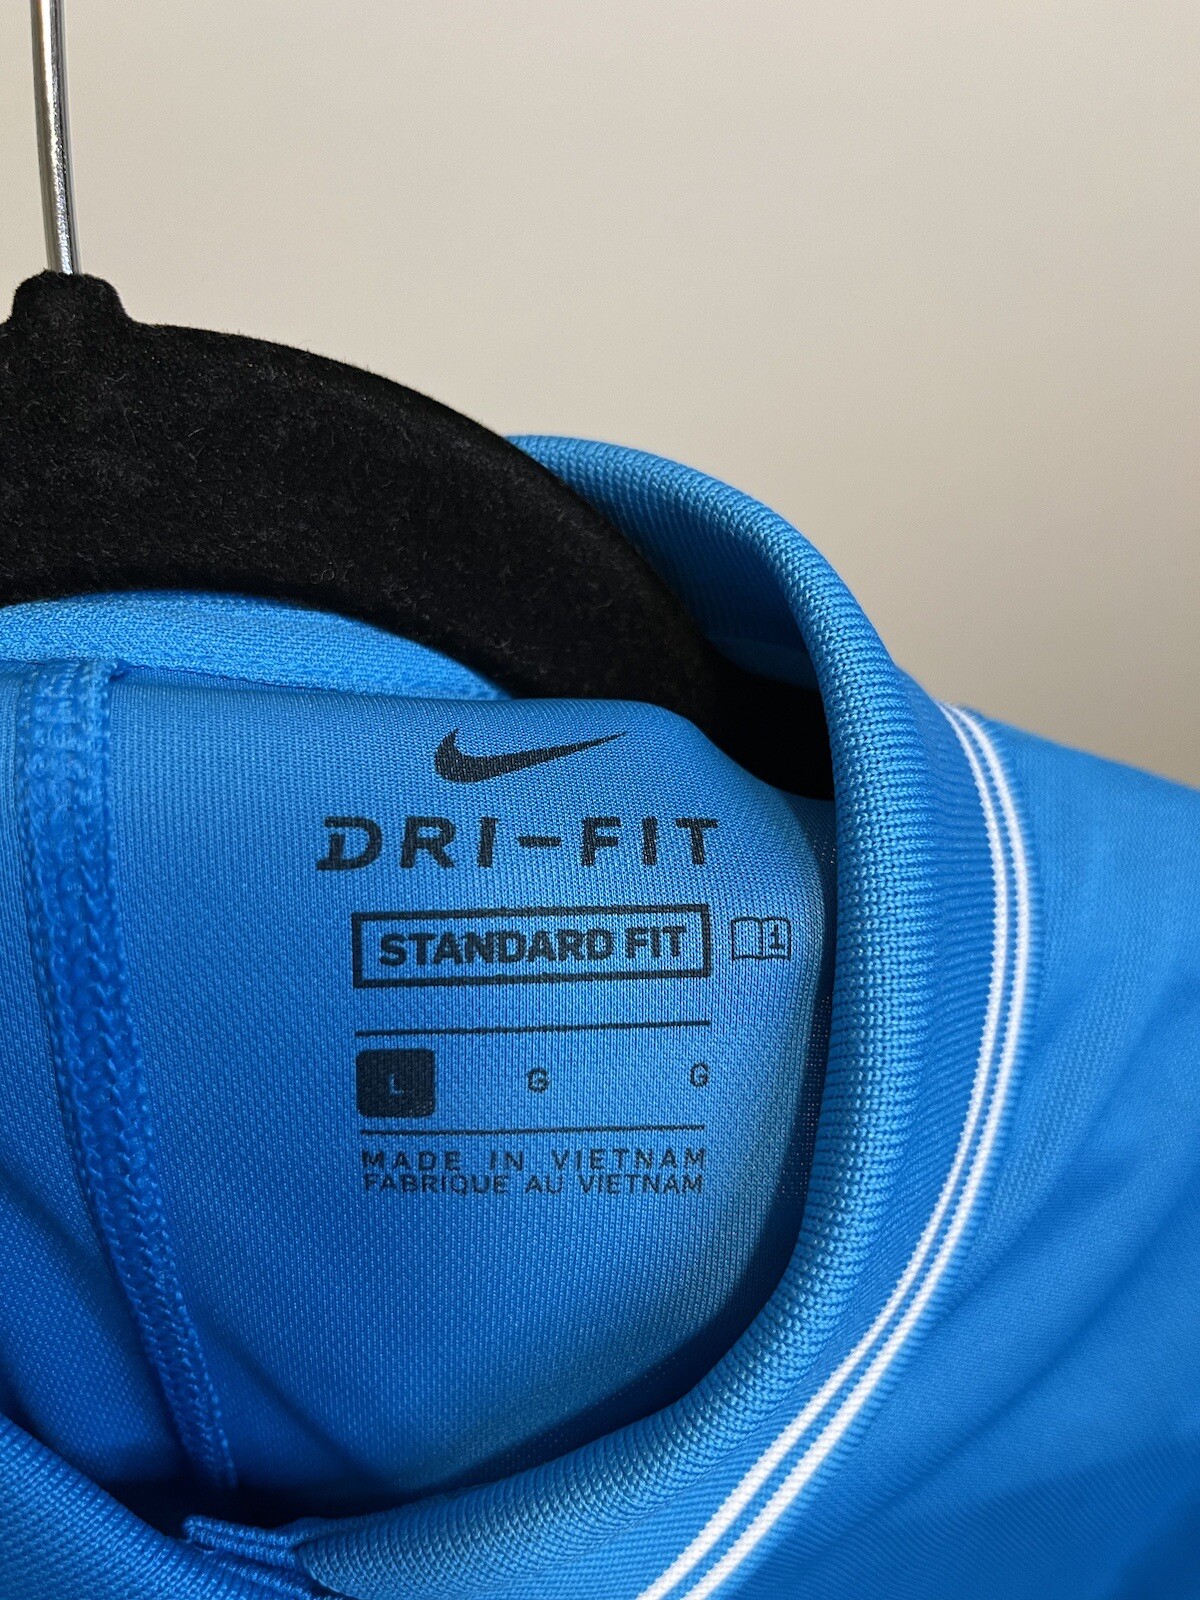 DRI-FIT
STANDARD FIT i
L G G
MADE IN VIETNAM
FABRIQUE AU VIETNAM